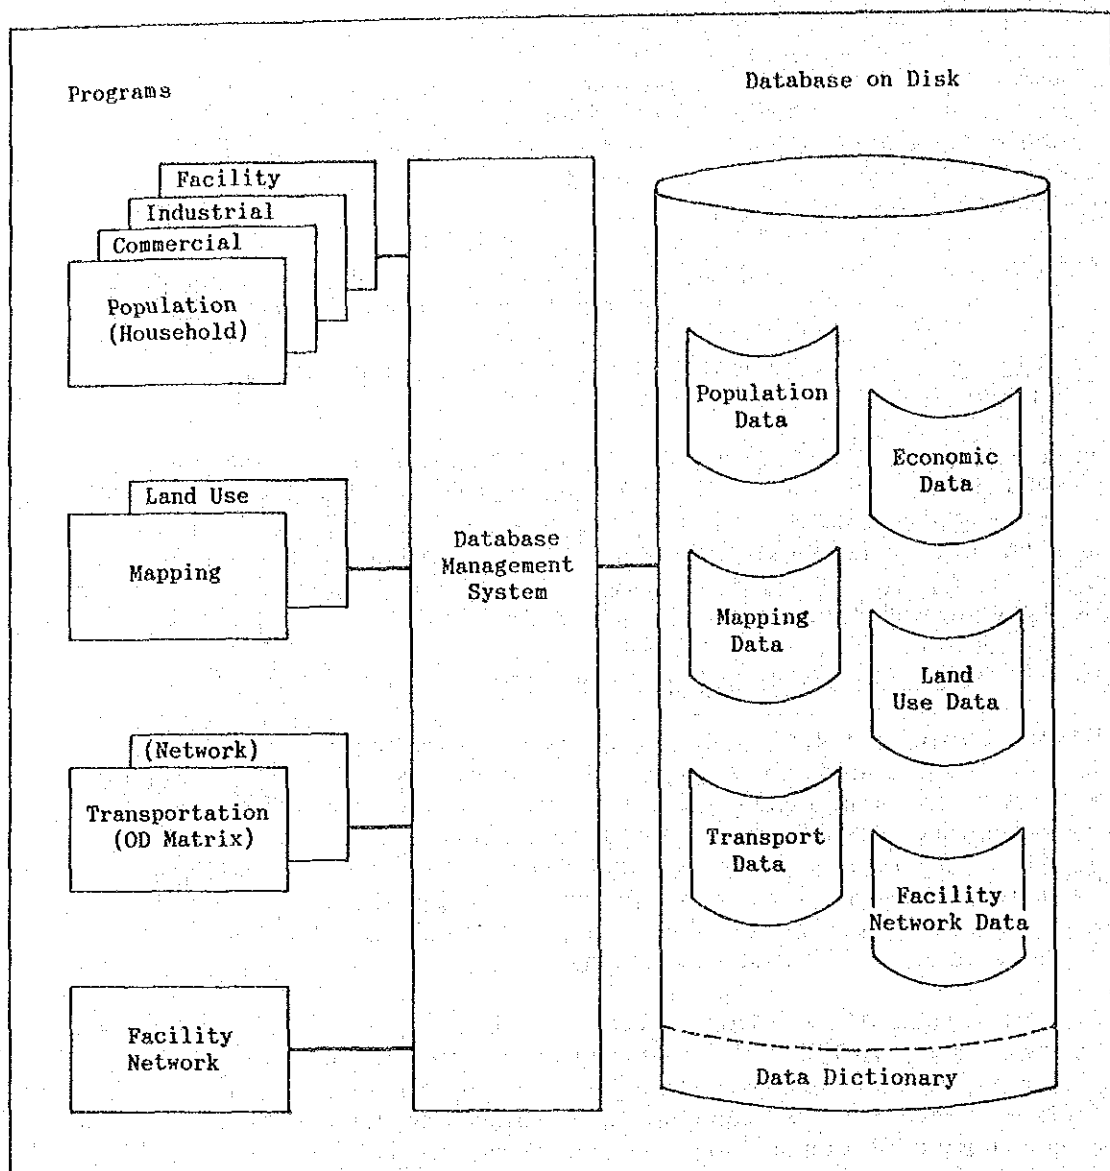 Programs
Database on Disk
Facility
Industrial
Commercial
Population
(Household)
Land Use
Mapping
(Network)
Transportation
(OD Matrix)
Facility
Network
Database
Management
System
Population
Data
Economic
Data
Mapping
Data
Land
Use Data
Transport
Data
Facility
Network Data
Data Dictionary